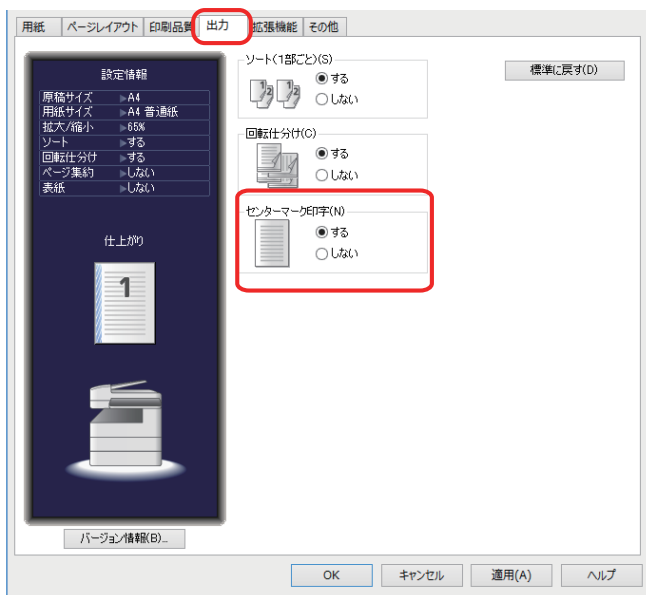 用紙 ページレイアウト 印刷品質 出力 拡張機能 その他
設定情報
原稿サイズ ▶A4
用紙サイズ ▶A4 普通紙
拡大/縮小 ▶65%
ソート ▶する
回転仕分け ▶する
ページ集約 ▶しない
表紙 ▶しない
仕上がり
1
バージョン情報(B)...
ソート(1部ごと)(S)
1 2 1 2
する
しない
回転仕分け(C)
する
しない
センターマーク印字(N)
する
しない
標準に戻す(D)
OK キャンセル 適用(A) ヘルプ